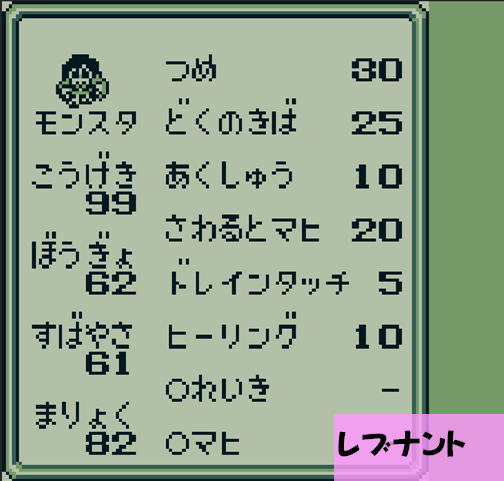 つめ 30
モンスタ どくのきば 25
こうげき あくしゅう 10
99
さわるとマヒ 20
ぼうぎょ
62 ドレインタッチ 5
すばやさ ヒーリング 10
61
○れいき -
まりょく
82 ○マヒ
レブナント